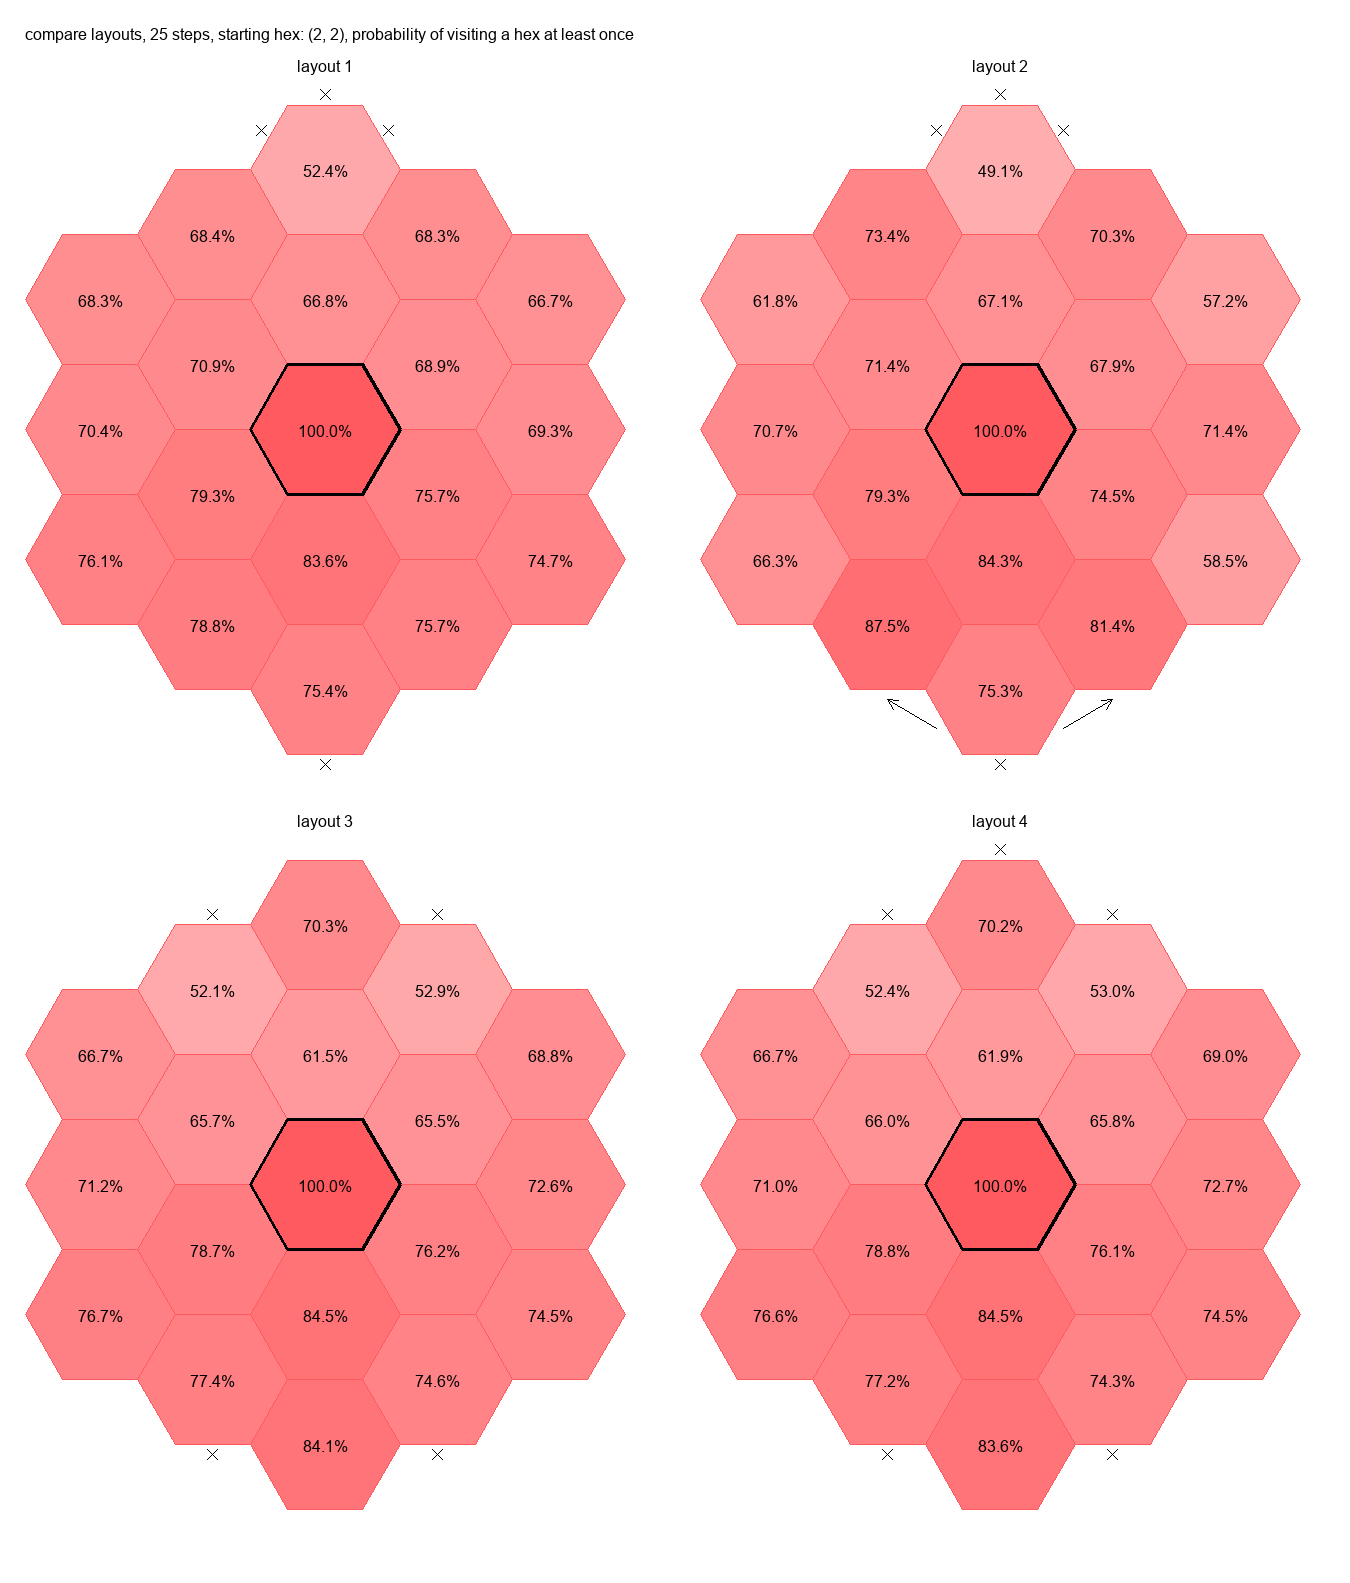 compare layouts, 25 steps, starting hex: (2, 2), probability of visiting a hex at least once
layout 1
52.4%
68.4% 68.3%
68.3% 66.8% 66.7%
70.9% 68.9%
70.4% 100.0% 69.3%
79.3% 75.7%
76.1% 83.6% 74.7%
78.8% 75.7%
75.4%
layout 2
49.1%
73.4% 70.3%
61.8% 67.1% 57.2%
71.4% 67.9%
70.7% 100.0% 71.4%
79.3% 74.5%
66.3% 84.3% 58.5%
87.5% 81.4%
75.3%
layout 3
70.3%
52.1% 52.9%
66.7% 61.5% 68.8%
65.7% 65.5%
71.2% 100.0% 72.6%
78.7% 76.2%
76.7% 84.5% 74.5%
77.4% 74.6%
84.1%
layout 4
70.2%
52.4% 53.0%
66.7% 61.9% 69.0%
66.0% 65.8%
71.0% 100.0% 72.7%
78.8% 76.1%
76.6% 84.5% 74.5%
77.2% 74.3%
83.6%